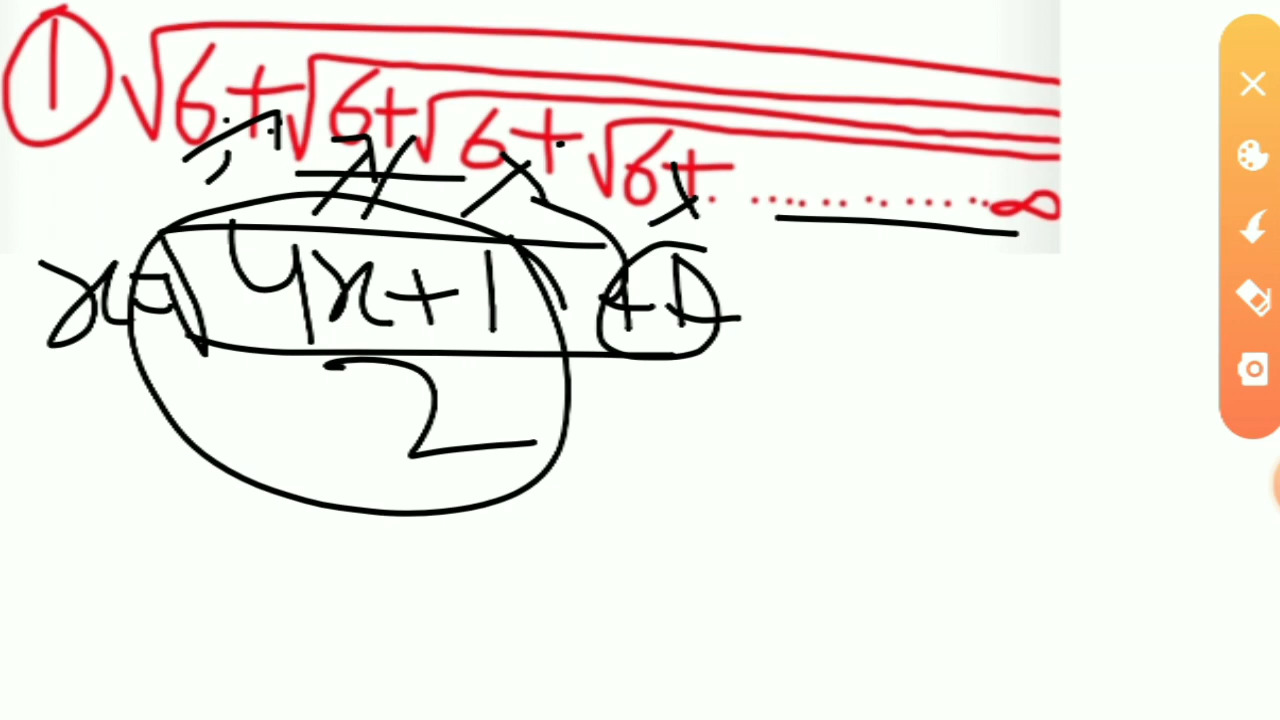 ① √6+√6+√6+√6+........∞
x=√4x+1+1
2